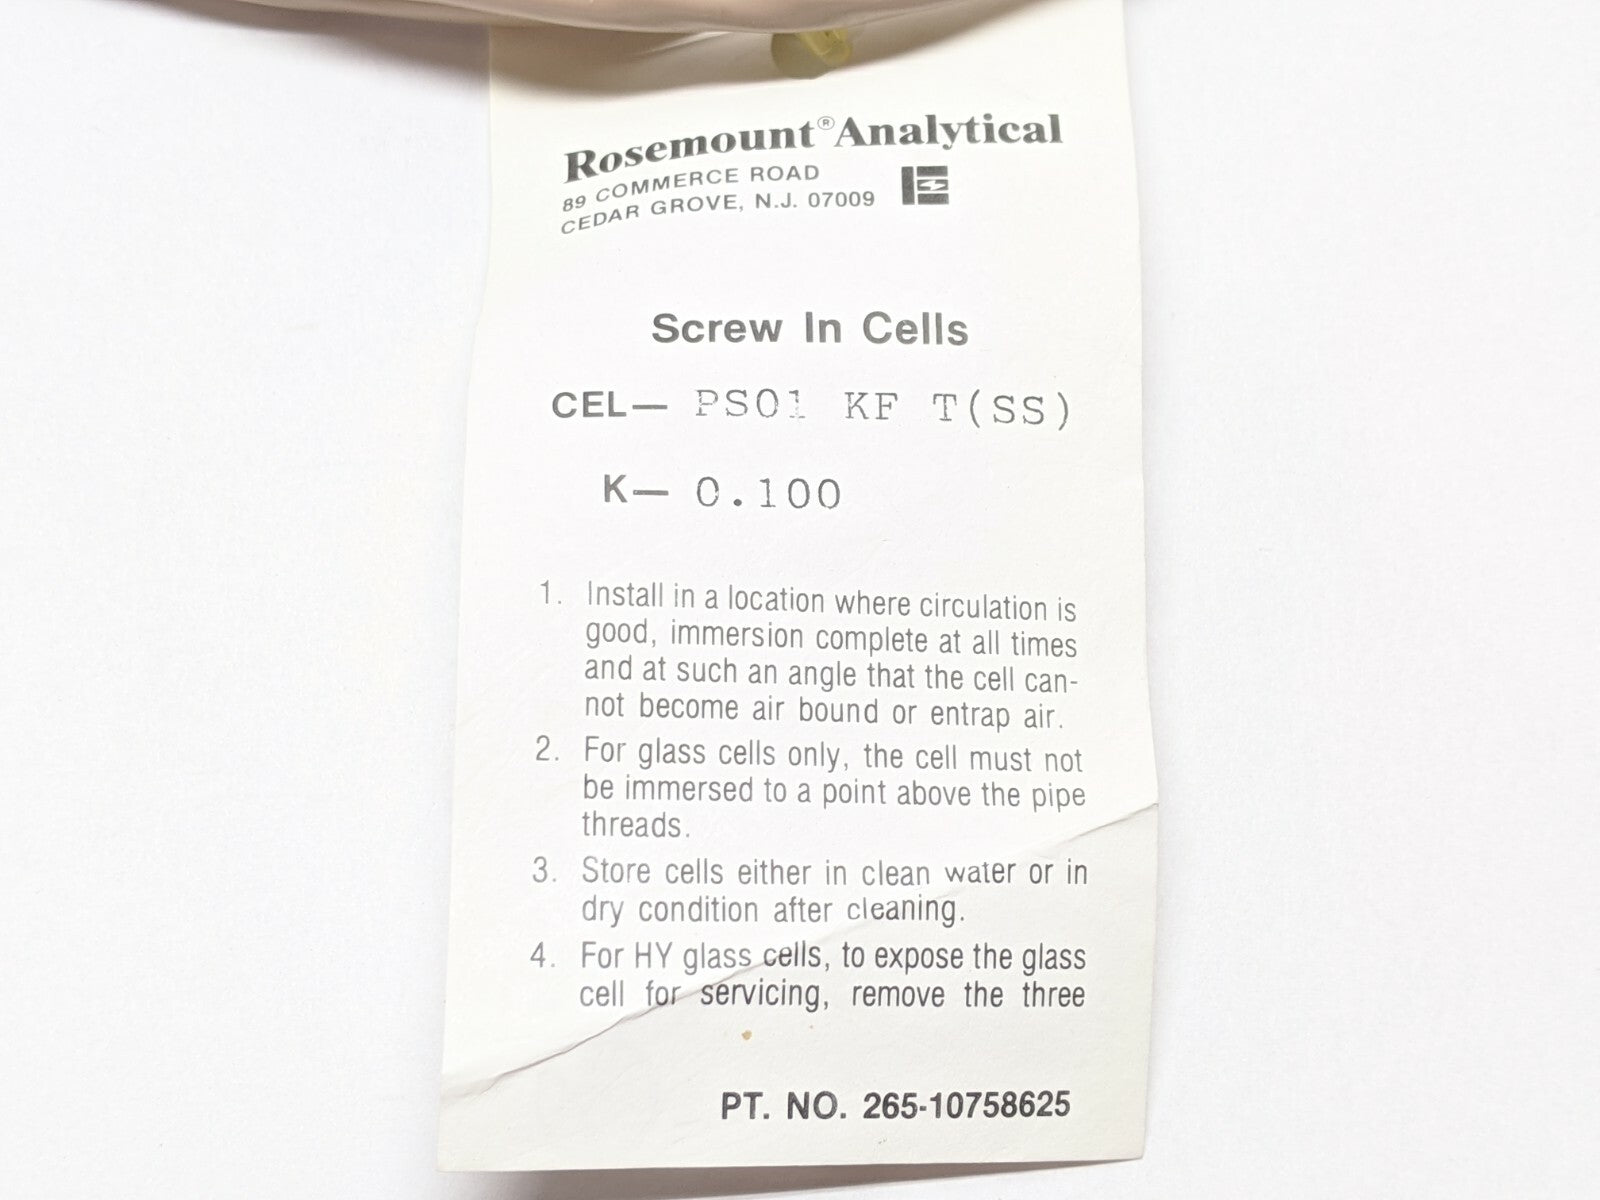 Rosemount® Analytical
89 COMMERCE ROAD
CEDAR GROVE, N.J. 07009
Screw In Cells
CEL— PS01 KF T(SS)
K— 0.100
1. Install in a location where circulation is
good, immersion complete at all times
and at such an angle that the cell can-
not become air bound or entrap air.
2. For glass cells only, the cell must not
be immersed to a point above the pipe
threads.
3. Store cells either in clean water or in
dry condition after cleaning.
4. For HY glass cells, to expose the glass
cell for servicing, remove the three
PT. NO. 265-10758625